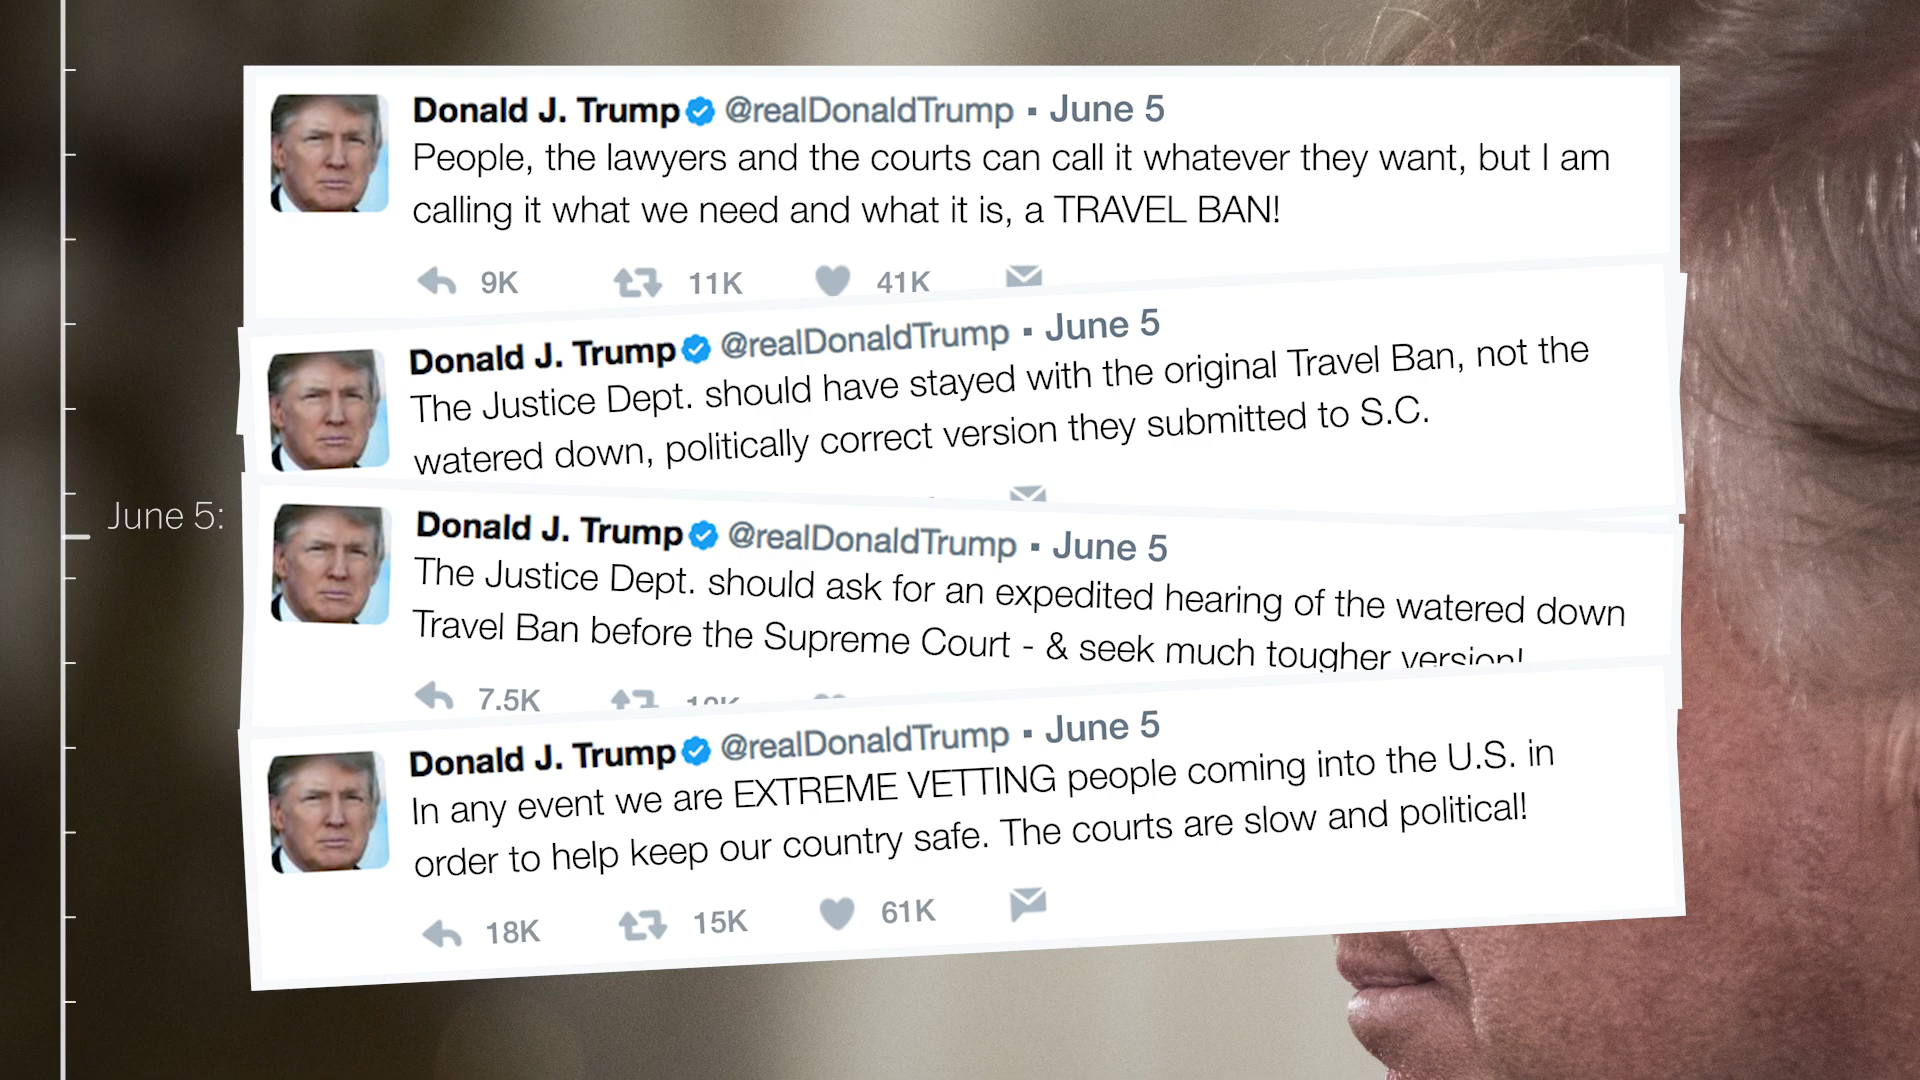 Donald J. Trump @realDonaldTrump · June 5
People, the lawyers and the courts can call it whatever they want, but I am
calling it what we need and what it is, a TRAVEL BAN!
9K 11K 41K
Donald J. Trump @realDonaldTrump · June 5
The Justice Dept. should have stayed with the original Travel Ban, not the
watered down, politically correct version they submitted to S.C.
June 5:
Donald J. Trump @realDonaldTrump · June 5
The Justice Dept. should ask for an expedited hearing of the watered down
Travel Ban before the Supreme Court - & seek much tougher version!
7.5K
Donald J. Trump @realDonaldTrump · June 5
In any event we are EXTREME VETTING people coming into the U.S. in
order to help keep our country safe. The courts are slow and political!
18K 15K 61K